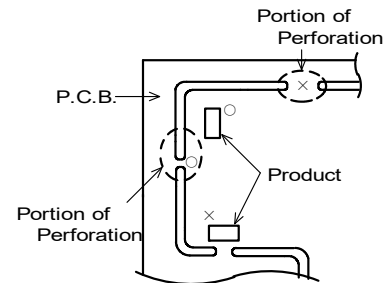 Portion of
Perforation
×
P.C.B.
○
○
Product
×
Portion of
Perforation